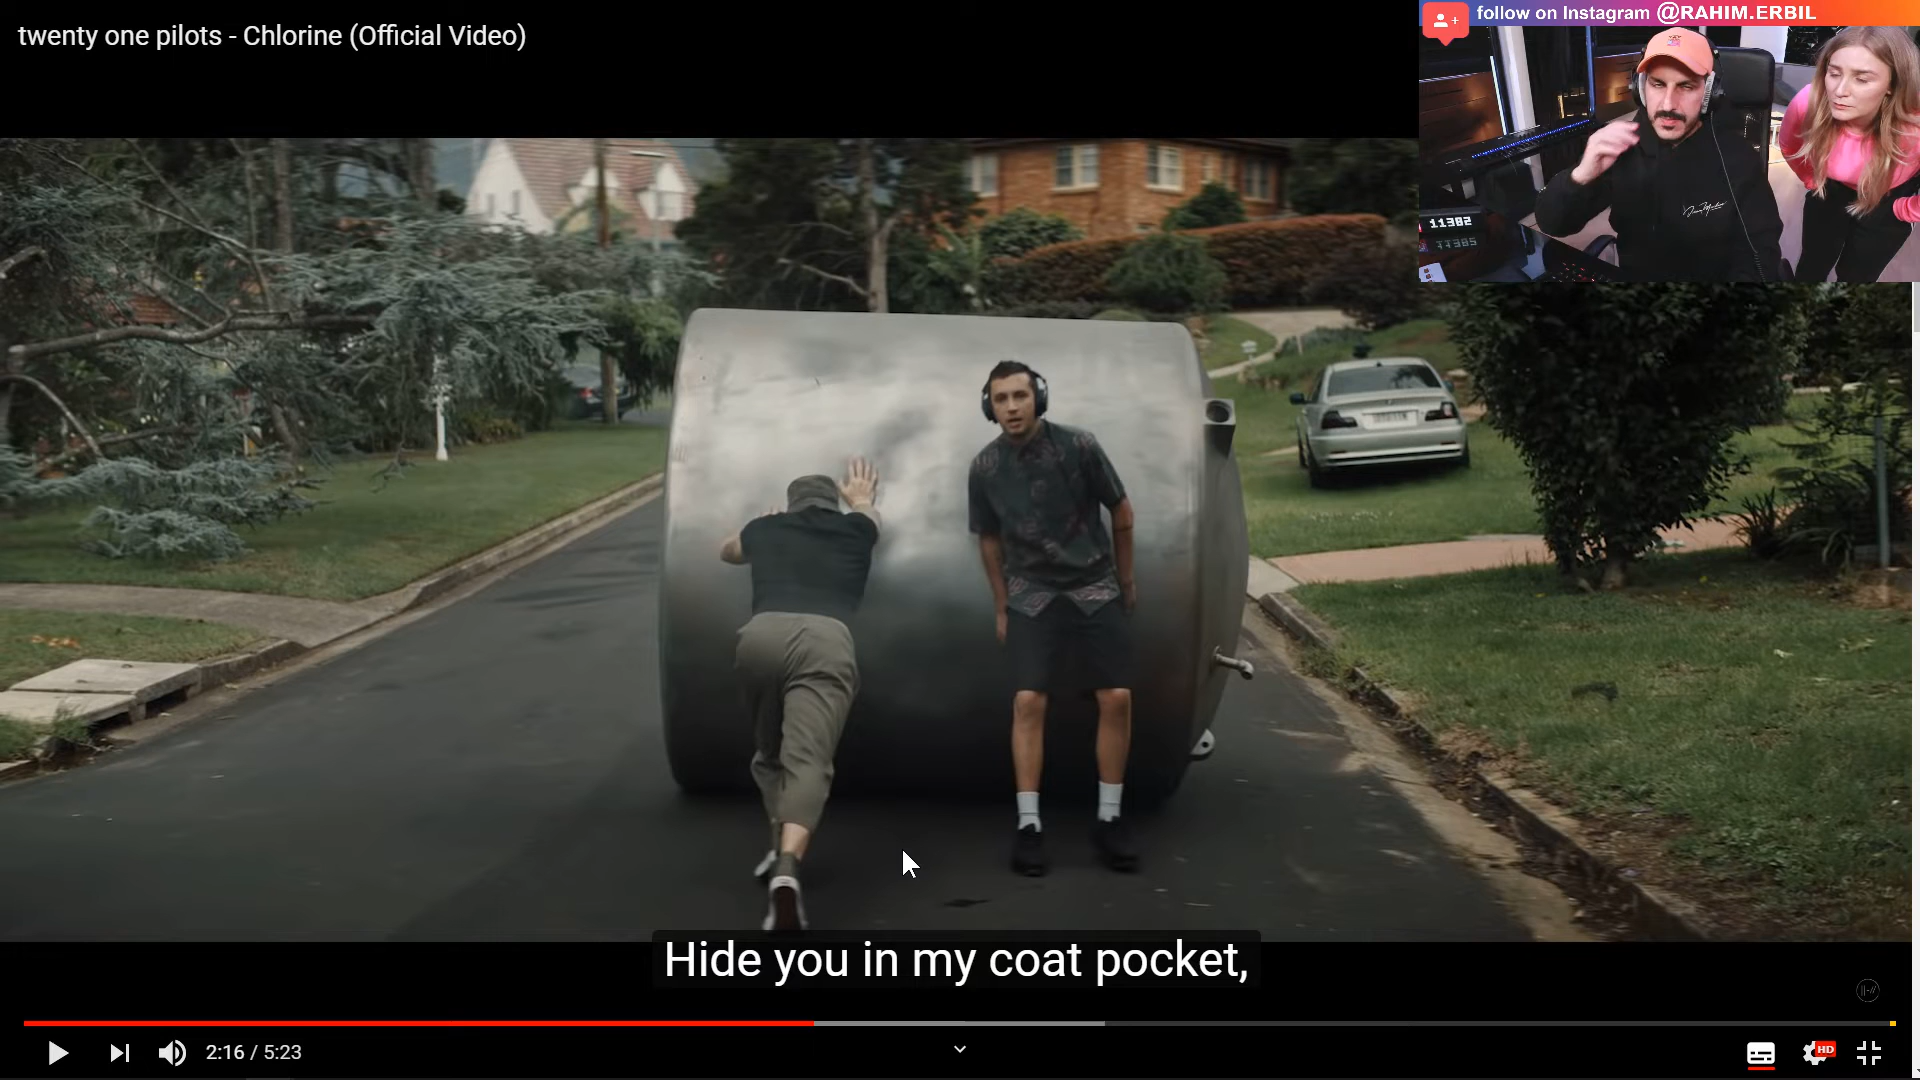 twenty one pilots - Chlorine (Official Video)
follow on Instagram @RAHIM.ERBIL
11382
11385
Hide you in my coat pocket,
2:16 / 5:23
HD